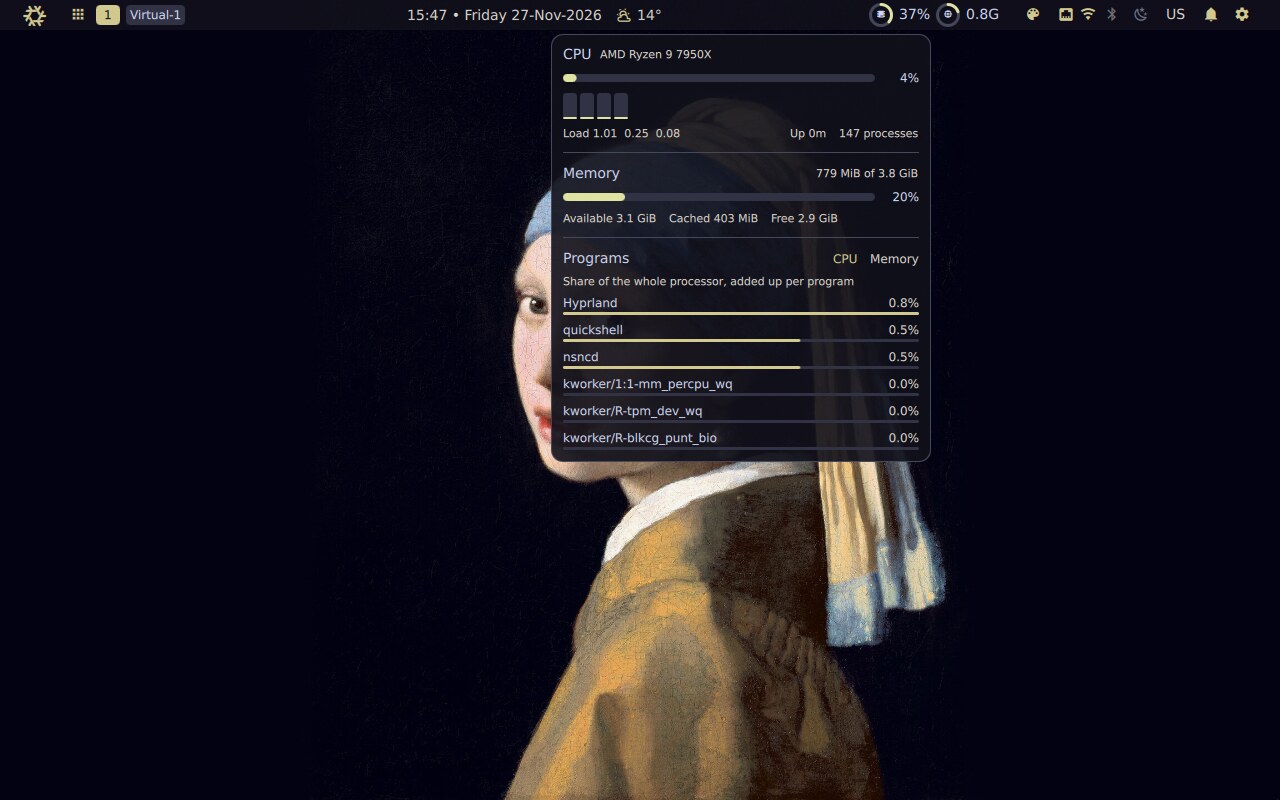 1 Virtual-1 15:47 • Friday 27-Nov-2026 14° 37% 0.8G US
CPU AMD Ryzen 9 7950X
4%
Load 1.01 0.25 0.08 Up 0m 147 processes
Memory 779 MiB of 3.8 GiB
20%
Available 3.1 GiB Cached 403 MiB Free 2.9 GiB
Programs CPU Memory
Share of the whole processor, added up per program
Hyprland 0.8%
quickshell 0.5%
nsncd 0.5%
kworker/1:1-mm_percpu_wq 0.0%
kworker/R-tpm_dev_wq 0.0%
kworker/R-blkcg_punt_bio 0.0%